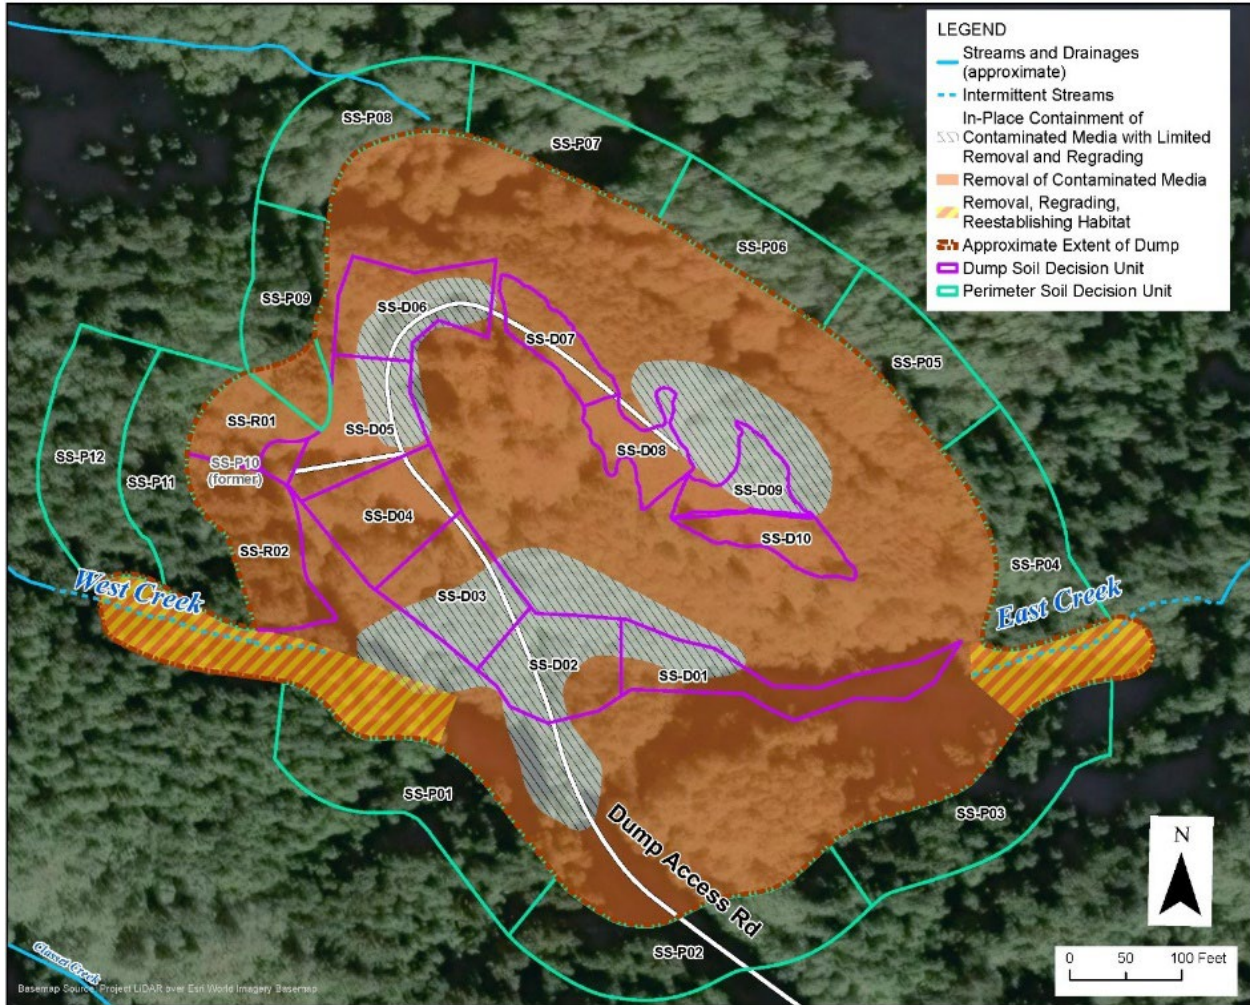 LEGEND
Streams and Drainages
(approximate)
Intermittent Streams
In-Place Containment of
Contaminated Media with Limited
Removal and Regrading
Removal of Contaminated Media
Removal, Regrading,
Reestablishing Habitat
Approximate Extent of Dump
Dump Soil Decision Unit
Perimeter Soil Decision Unit
SS-P08
SS-P07
SS-P06
SS-P09
SS-D06
SS-D07
SS-P05
SS-R01
SS-D05
SS-P12
SS-P10
(former)
SS-P11
SS-D08
SS-D09
SS-D04
SS-D10
SS-R02
SS-P04
West Creek
SS-D03
East Creek
SS-D02
SS-D01
SS-P01
SS-P03
Dump Access Rd
SS-P02
N
0 50 100 Feet
Classet Creek
Basemap Source: Project LiDAR over Esri World Imagery Basemap